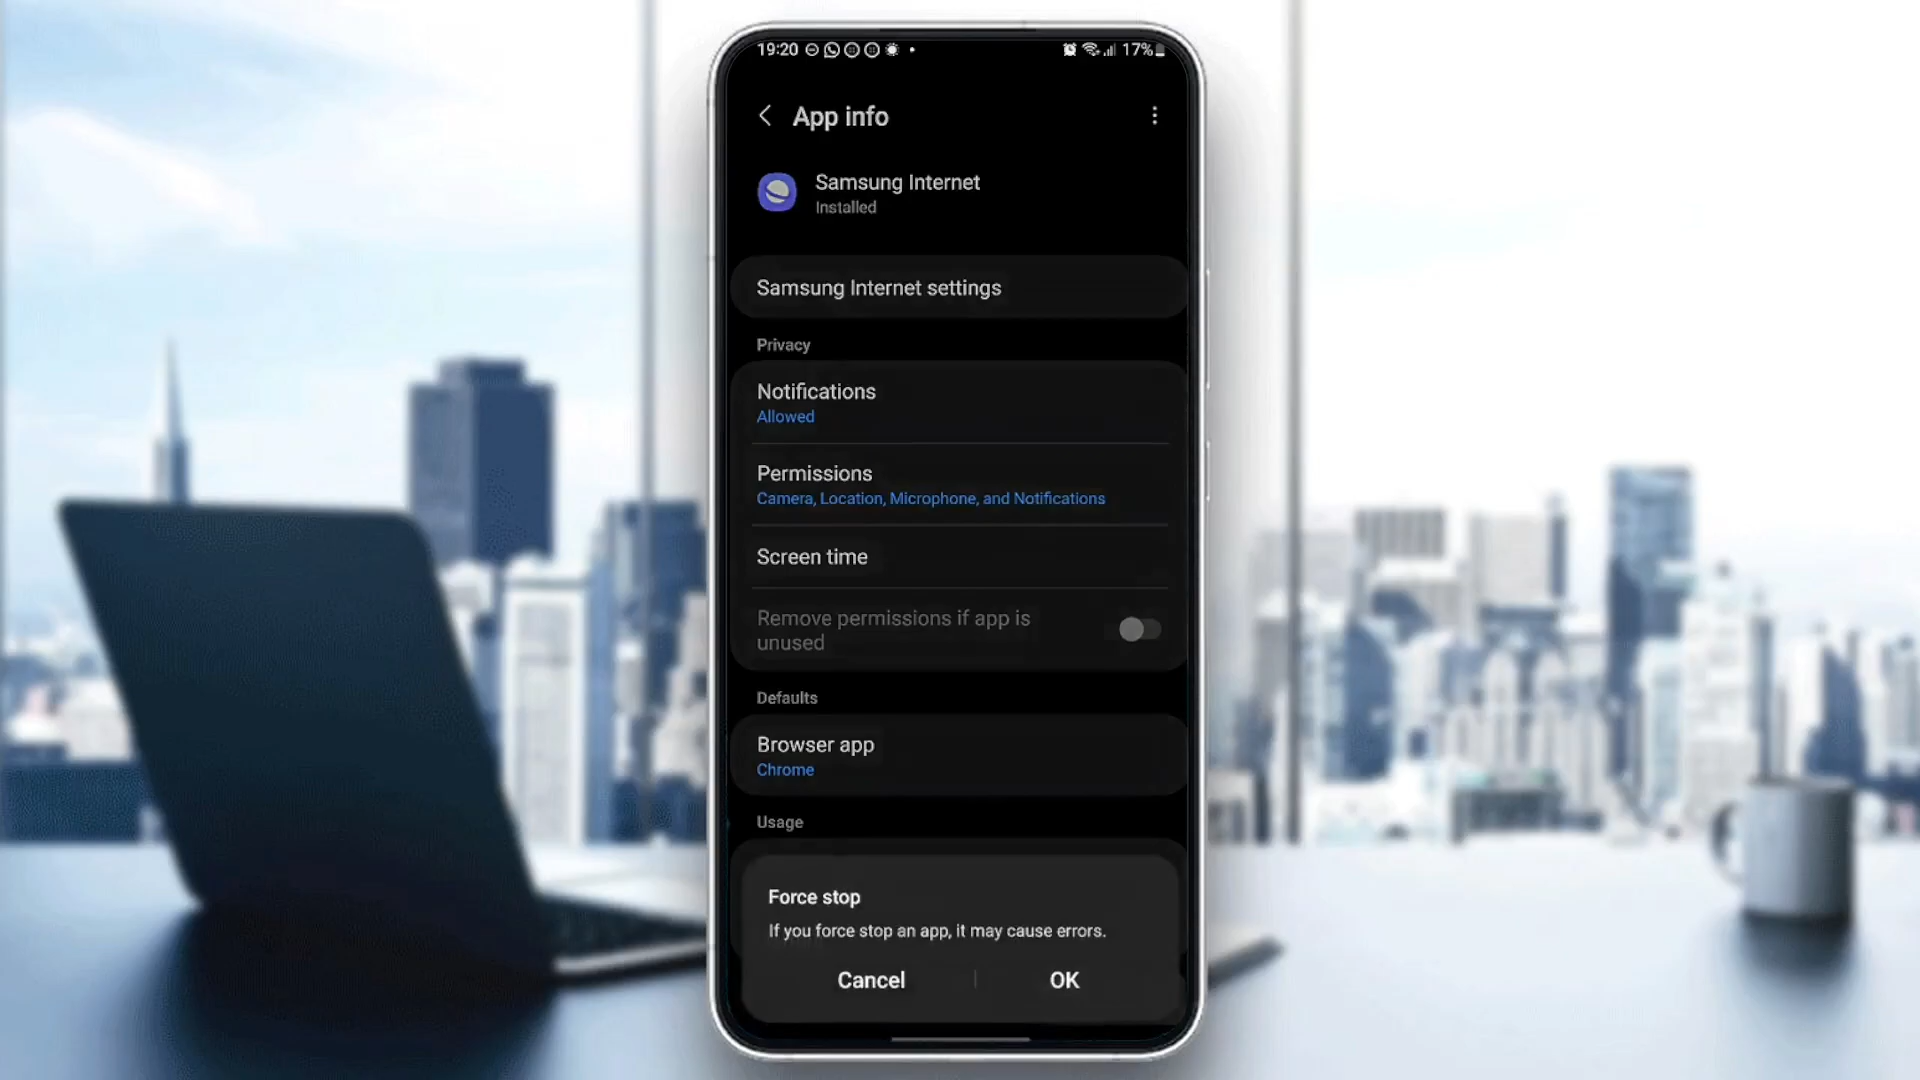 19:20
17%
App info
Samsung Internet
Installed
Samsung Internet settings
Privacy
Notifications
Allowed
Permissions
Camera, Location, Microphone, and Notifications
Screen time
Remove permissions if app is
unused
Defaults
Browser app
Chrome
Usage
Force stop
If you force stop an app, it may cause errors.
Cancel
OK